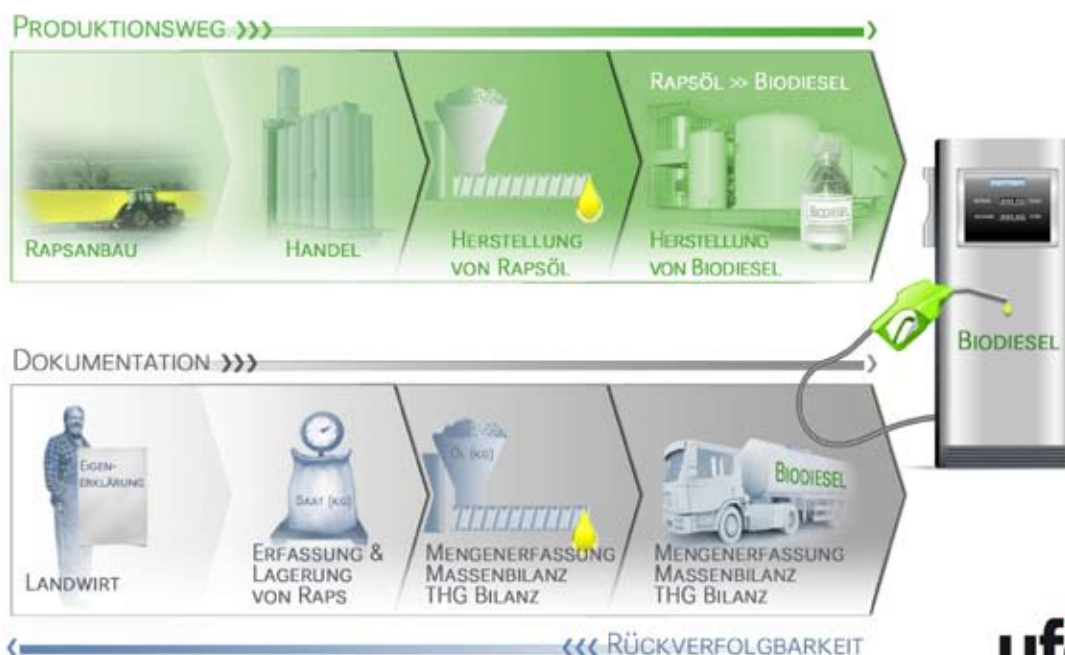 PRODUKTIONSWEG >>>
RAPSÖL >> BIODIESEL
BIODIESEL
RAPSANBAU
HANDEL
HERSTELLUNG
VON RAPSÖL
HERSTELLUNG
VON BIODIESEL
BIODIESEL
DOKUMENTATION >>>
EIGEN-
ERKLÄRUNG
SAAT (KG)
ÖL (KG)
BIODIESEL
LANDWIRT
ERFASSUNG &
LAGERUNG
VON RAPS
MENGENERFASSUNG
MASSENBILANZ
THG BILANZ
MENGENERFASSUNG
MASSENBILANZ
THG BILANZ
<<< RÜCKVERFOLGBARKEIT